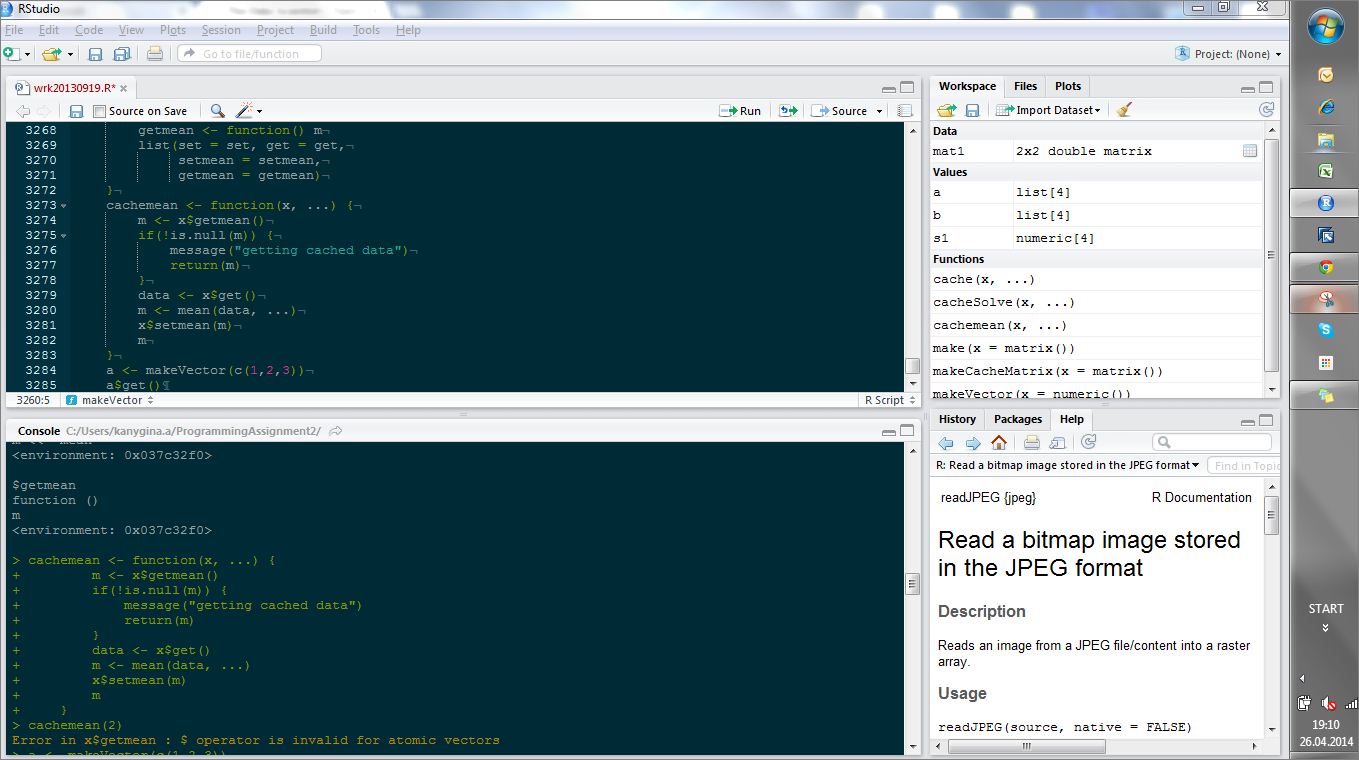 RStudio
File Edit Code View Plots Session Project Build Tools Help
Go to file/function
Project: (None)
wrk20130919.R*
Source on Save
Run
Source
3268 getmean <- function() m¬
3269 list(set = set, get = get,¬
3270 setmean = setmean,¬
3271 getmean = getmean)¬
3272 }¬
3273 cachemean <- function(x, ...) {¬
3274 m <- x$getmean()¬
3275 if(!is.null(m)) {¬
3276 message("getting cached data")¬
3277 return(m)¬
3278 }¬
3279 data <- x$get()¬
3280 m <- mean(data, ...)¬
3281 x$setmean(m)¬
3282 m¬
3283 }¬
3284 a <- makeVector(c(1,2,3))¬
3285 a$get()¶
3260:5 makeVector R Script
Console C:/Users/kanygina.a/ProgrammingAssignment2/
m <<- mean
<environment: 0x037c32f0>
$getmean
function ()
m
<environment: 0x037c32f0>
> cachemean <- function(x, ...) {
+ m <- x$getmean()
+ if(!is.null(m)) {
+ message("getting cached data")
+ return(m)
+ }
+ data <- x$get()
+ m <- mean(data, ...)
+ x$setmean(m)
+ m
+ }
> cachemean(2)
Error in x$getmean : $ operator is invalid for atomic vectors
> a <- makeVector(c(1,2,3))
Workspace Files Plots
Import Dataset
Data
mat1 2x2 double matrix
Values
a list[4]
b list[4]
s1 numeric[4]
Functions
cache(x, ...)
cacheSolve(x, ...)
cachemean(x, ...)
make(x = matrix())
makeCacheMatrix(x = matrix())
makeVector(x = numeric())
History Packages Help
R: Read a bitmap image stored in the JPEG format
Find in Topic
readJPEG {jpeg} R Documentation
Read a bitmap image stored
in the JPEG format
Description
Reads an image from a JPEG file/content into a raster
array.
Usage
readJPEG(source, native = FALSE)
START
19:10
26.04.2014